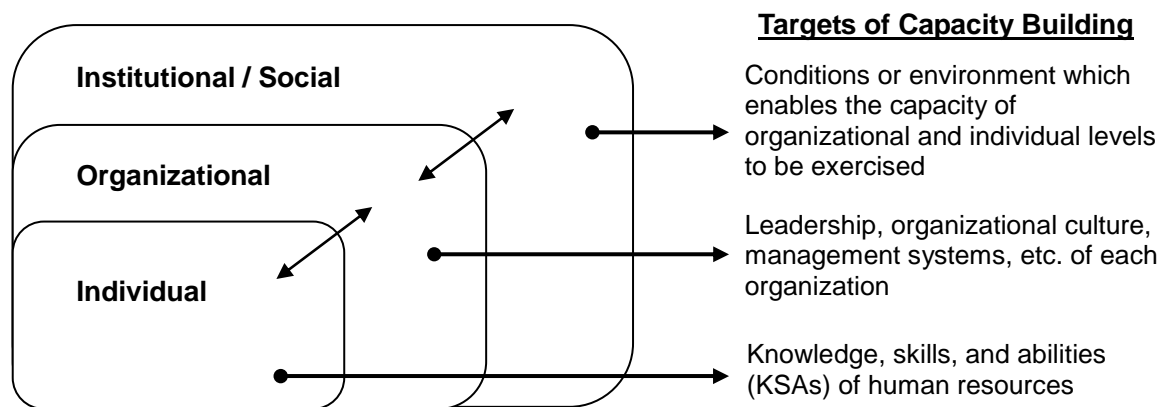 Targets of Capacity Building
Institutional / Social
Conditions or environment which
enables the capacity of
organizational and individual levels
to be exercised
Organizational
Leadership, organizational culture,
management systems, etc. of each
organization
Individual
Knowledge, skills, and abilities
(KSAs) of human resources